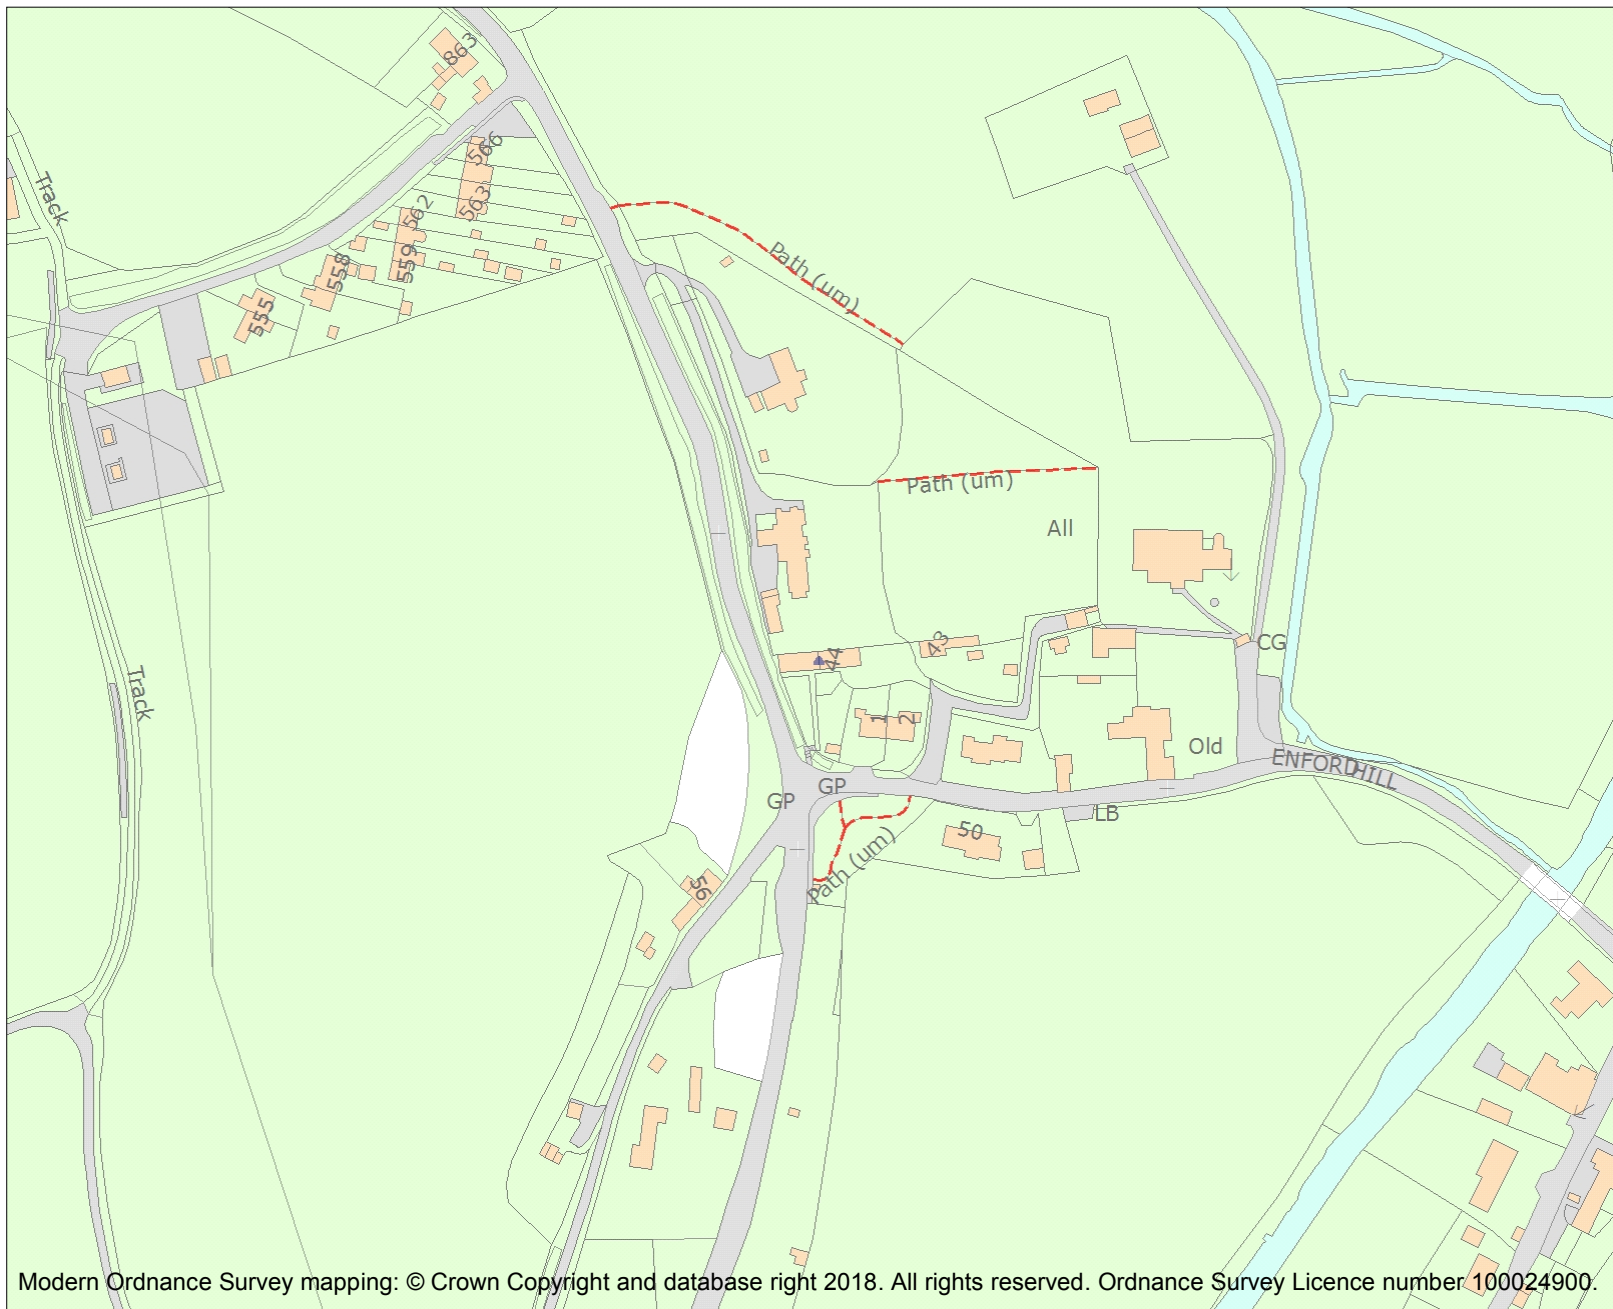 863
566
Track
563
562
559
558
555
Path (um)
Path (um)
All
43
44
CG
Track
1
2
Old
ENFORDHILL
GP
GP
LB
50
Path (um)
56
Modern Ordnance Survey mapping: © Crown Copyright and database right 2018. All rights reserved. Ordnance Survey Licence number 100024900.